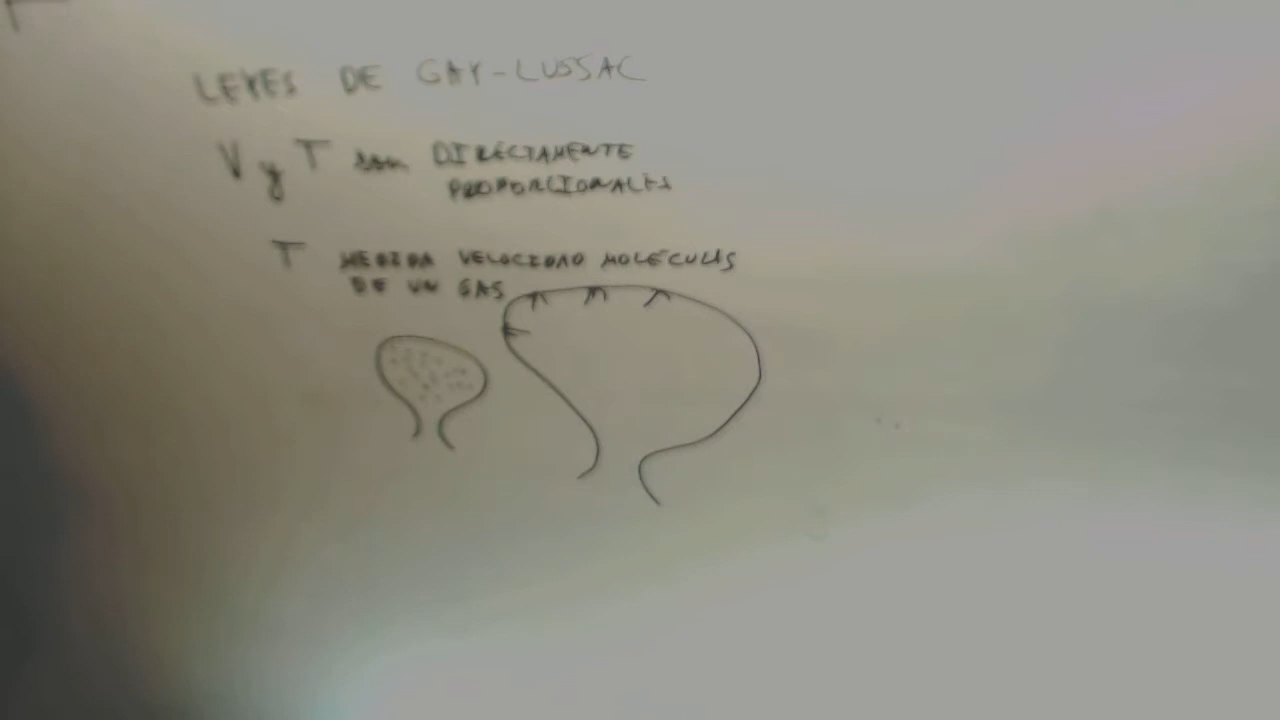 LEYES DE GAY-LUSSAC
V y T son DIRECTAMENTE
PROPORCIONALES
T MEDIDA VELOCIDAD MOLÉCULAS
DE UN GAS